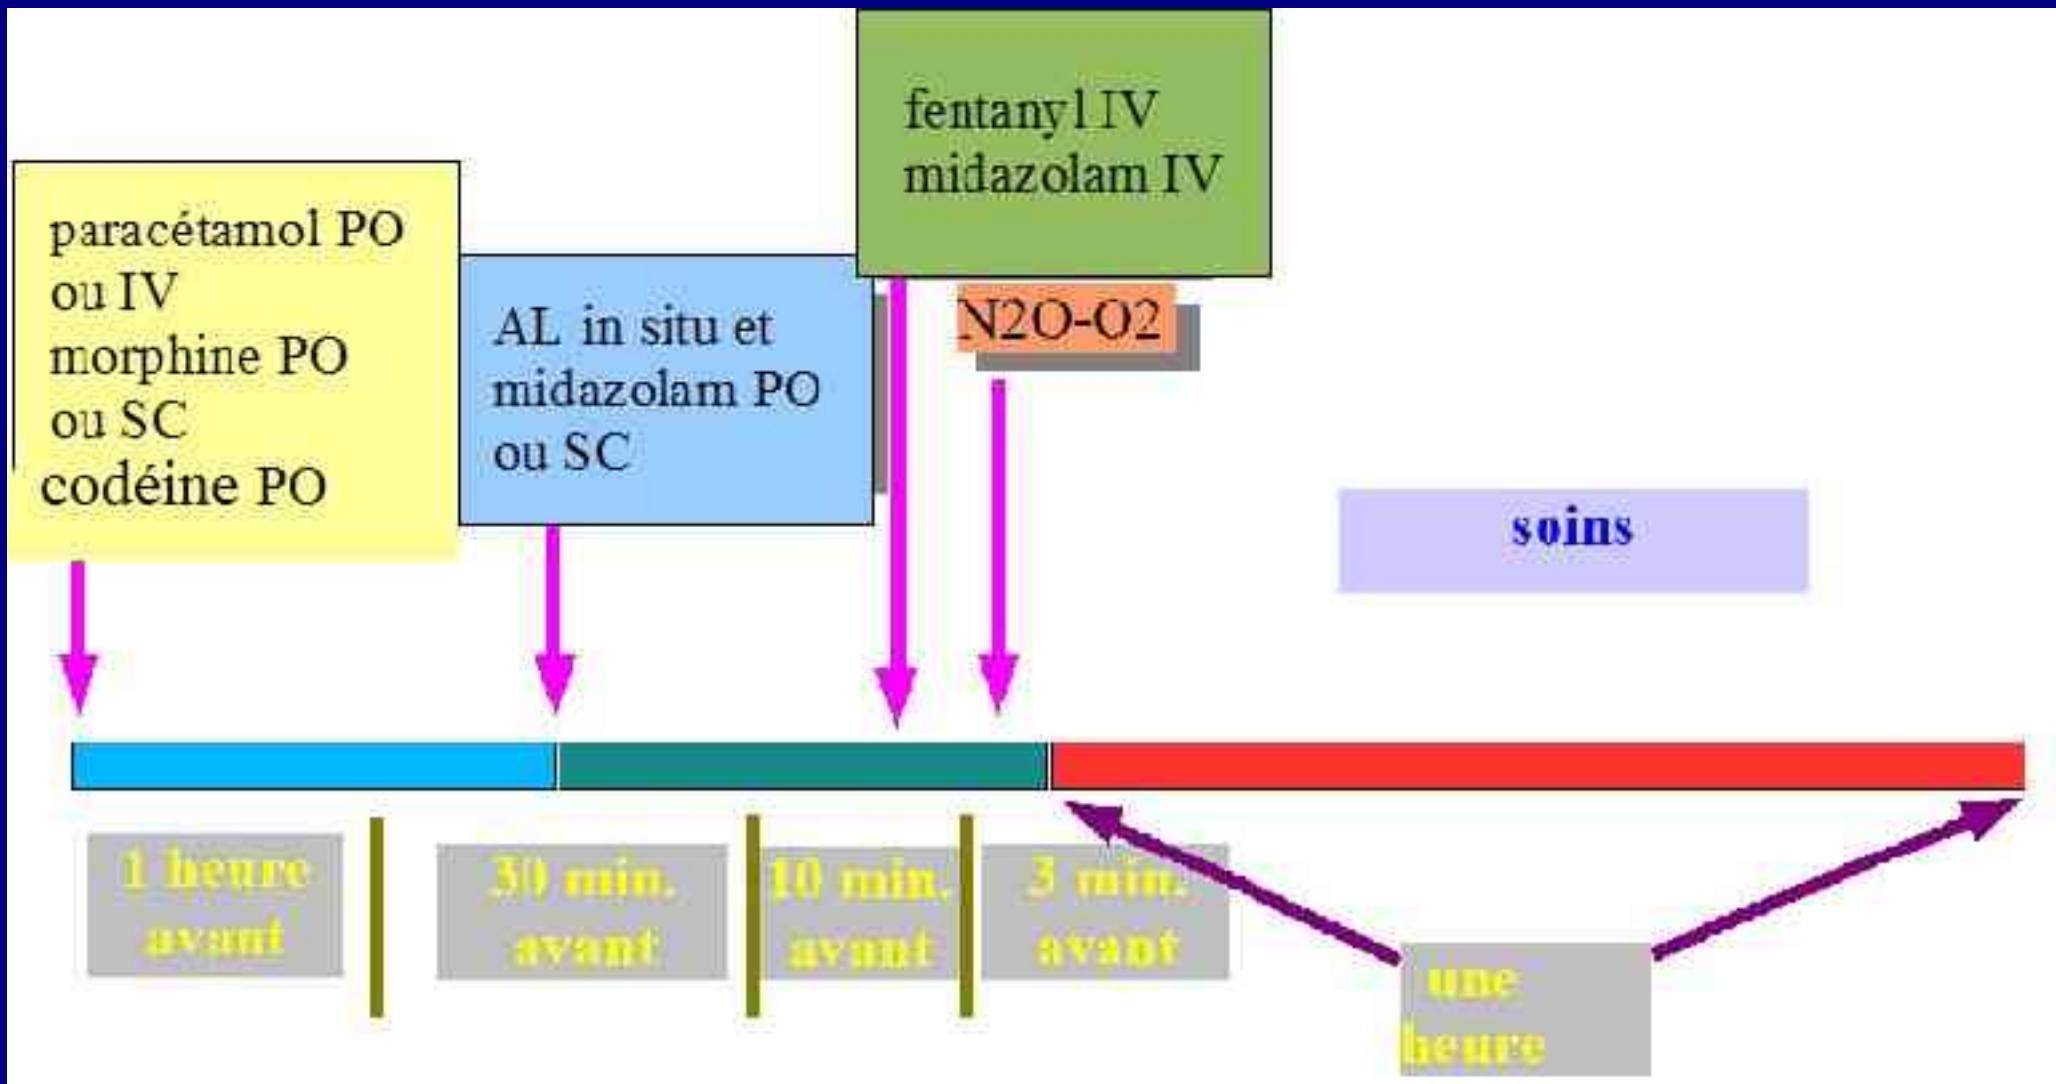 paracétamol PO
ou IV
morphine PO
ou SC
codéine PO
AL in situ et
midazolam PO
ou SC
fentanyl IV
midazolam IV
N2O-O2
soins
1 heure
avant
30 min.
avant
10 min.
avant
3 min.
avant
une
heure